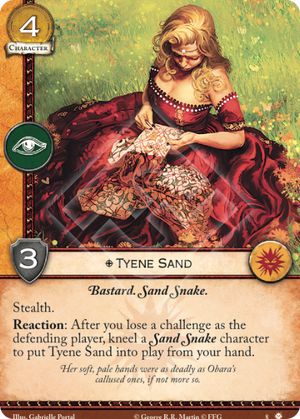 4
CHARACTER
3
TYENE SAND
Bastard. Sand Snake.
Stealth.
Reaction: After you lose a challenge as the
defending player, kneel a Sand Snake character
to put Tyene Sand into play from your hand.
Her soft, pale hands were as deadly as Obara's
callused ones, if not more so.
Illus. Gabrielle Portal
© George R.R. Martin © FFG
8